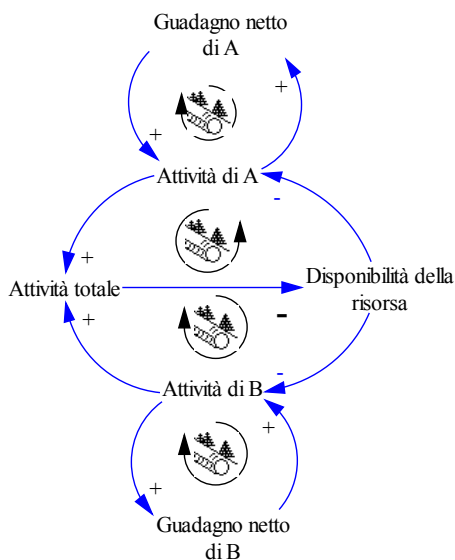 Guadagno netto
di A
+
+
Attività di A
-
+
Attività totale
Disponibilità della
risorsa
+
-
-
Attività di B
+
+
Guadagno netto
di B